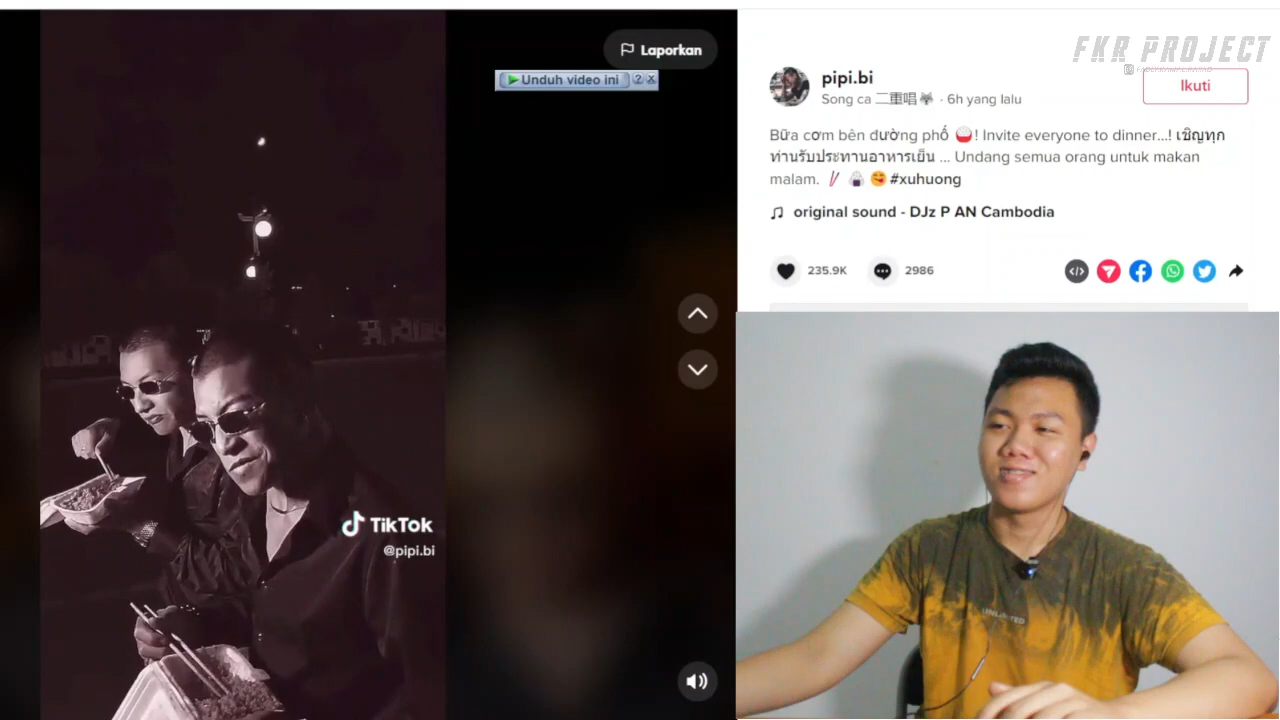 FKR PROJECT
Laporkan
Unduh video ini
? X
pipi.bi
Song ca 二重唱 · 6h yang lalu
Ikuti
Bữa cơm bên đường phố 🍚! Invite everyone to dinner...! เชิญทุก
ท่านรับประทานอาหารเย็น ... Undang semua orang untuk makan
malam. 🥢 🍙 😋 #xuhuong
original sound - DJz P AN Cambodia
235.9K
2986
TikTok
@pipi.bi